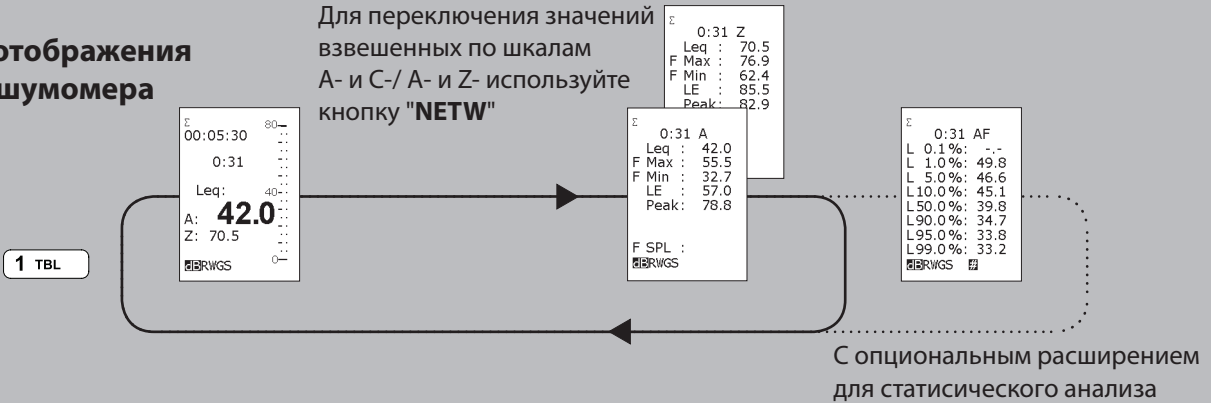 отображения
шумомера
Для переключения значений
взвешенных по шкалам
А- и С-/ А- и Z- используйте
кнопку "NETW"
1 TBL
Σ
00:05:30
0:31
Leq:
A: 42.0
Z: 70.5
dBRWGS
80
40
0
Σ
0:31 Z
Leq : 70.5
F Max : 76.9
F Min : 62.4
LE : 85.5
Peak: 82.9
Σ
0:31 A
Leq : 42.0
F Max : 55.5
F Min : 32.7
LE : 57.0
Peak: 78.8
F SPL :
dBRWGS
Σ
0:31 AF
L 0.1%: -.-
L 1.0%: 49.8
L 5.0%: 46.6
L10.0%: 45.1
L50.0%: 39.8
L90.0%: 34.7
L95.0%: 33.8
L99.0%: 33.2
dBRWGS #
С опциональным расширением
для статисического анализа